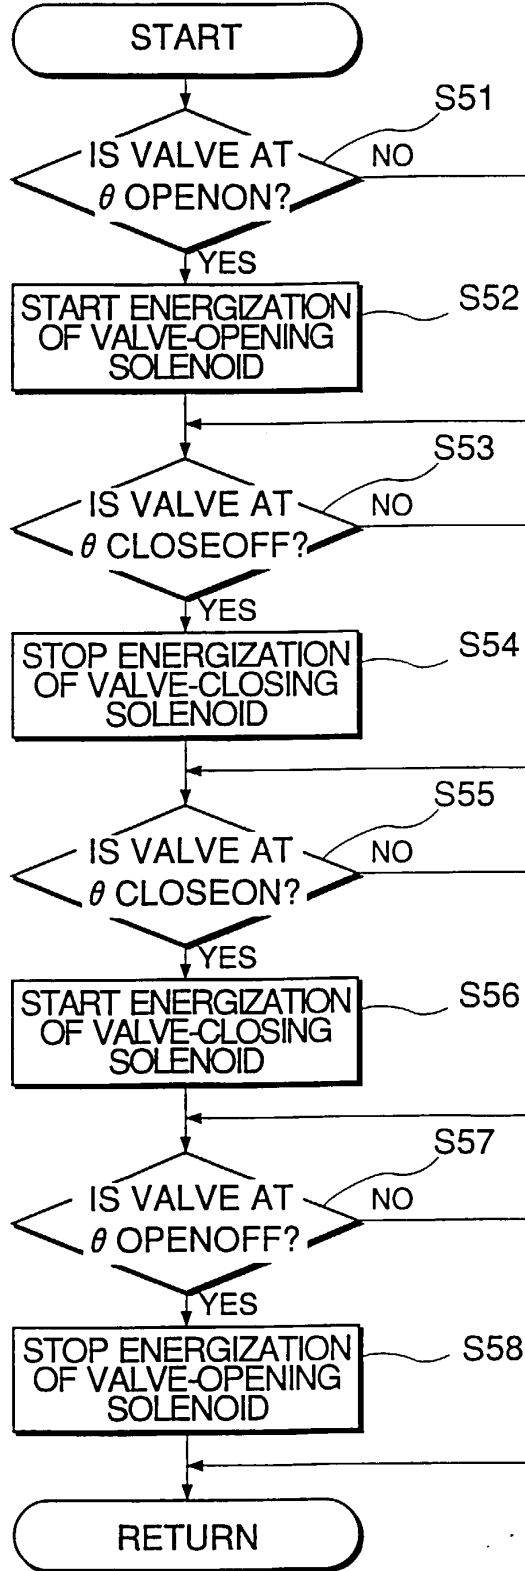 START
S51
IS VALVE AT
θ OPENON?
NO
YES
START ENERGIZATION
OF VALVE-OPENING
SOLENOID
S52
S53
IS VALVE AT
θ CLOSEOFF?
NO
YES
STOP ENERGIZATION
OF VALVE-CLOSING
SOLENOID
S54
S55
IS VALVE AT
θ CLOSEON?
NO
YES
START ENERGIZATION
OF VALVE-CLOSING
SOLENOID
S56
S57
IS VALVE AT
θ OPENOFF?
NO
YES
STOP ENERGIZATION
OF VALVE-OPENING
SOLENOID
S58
RETURN